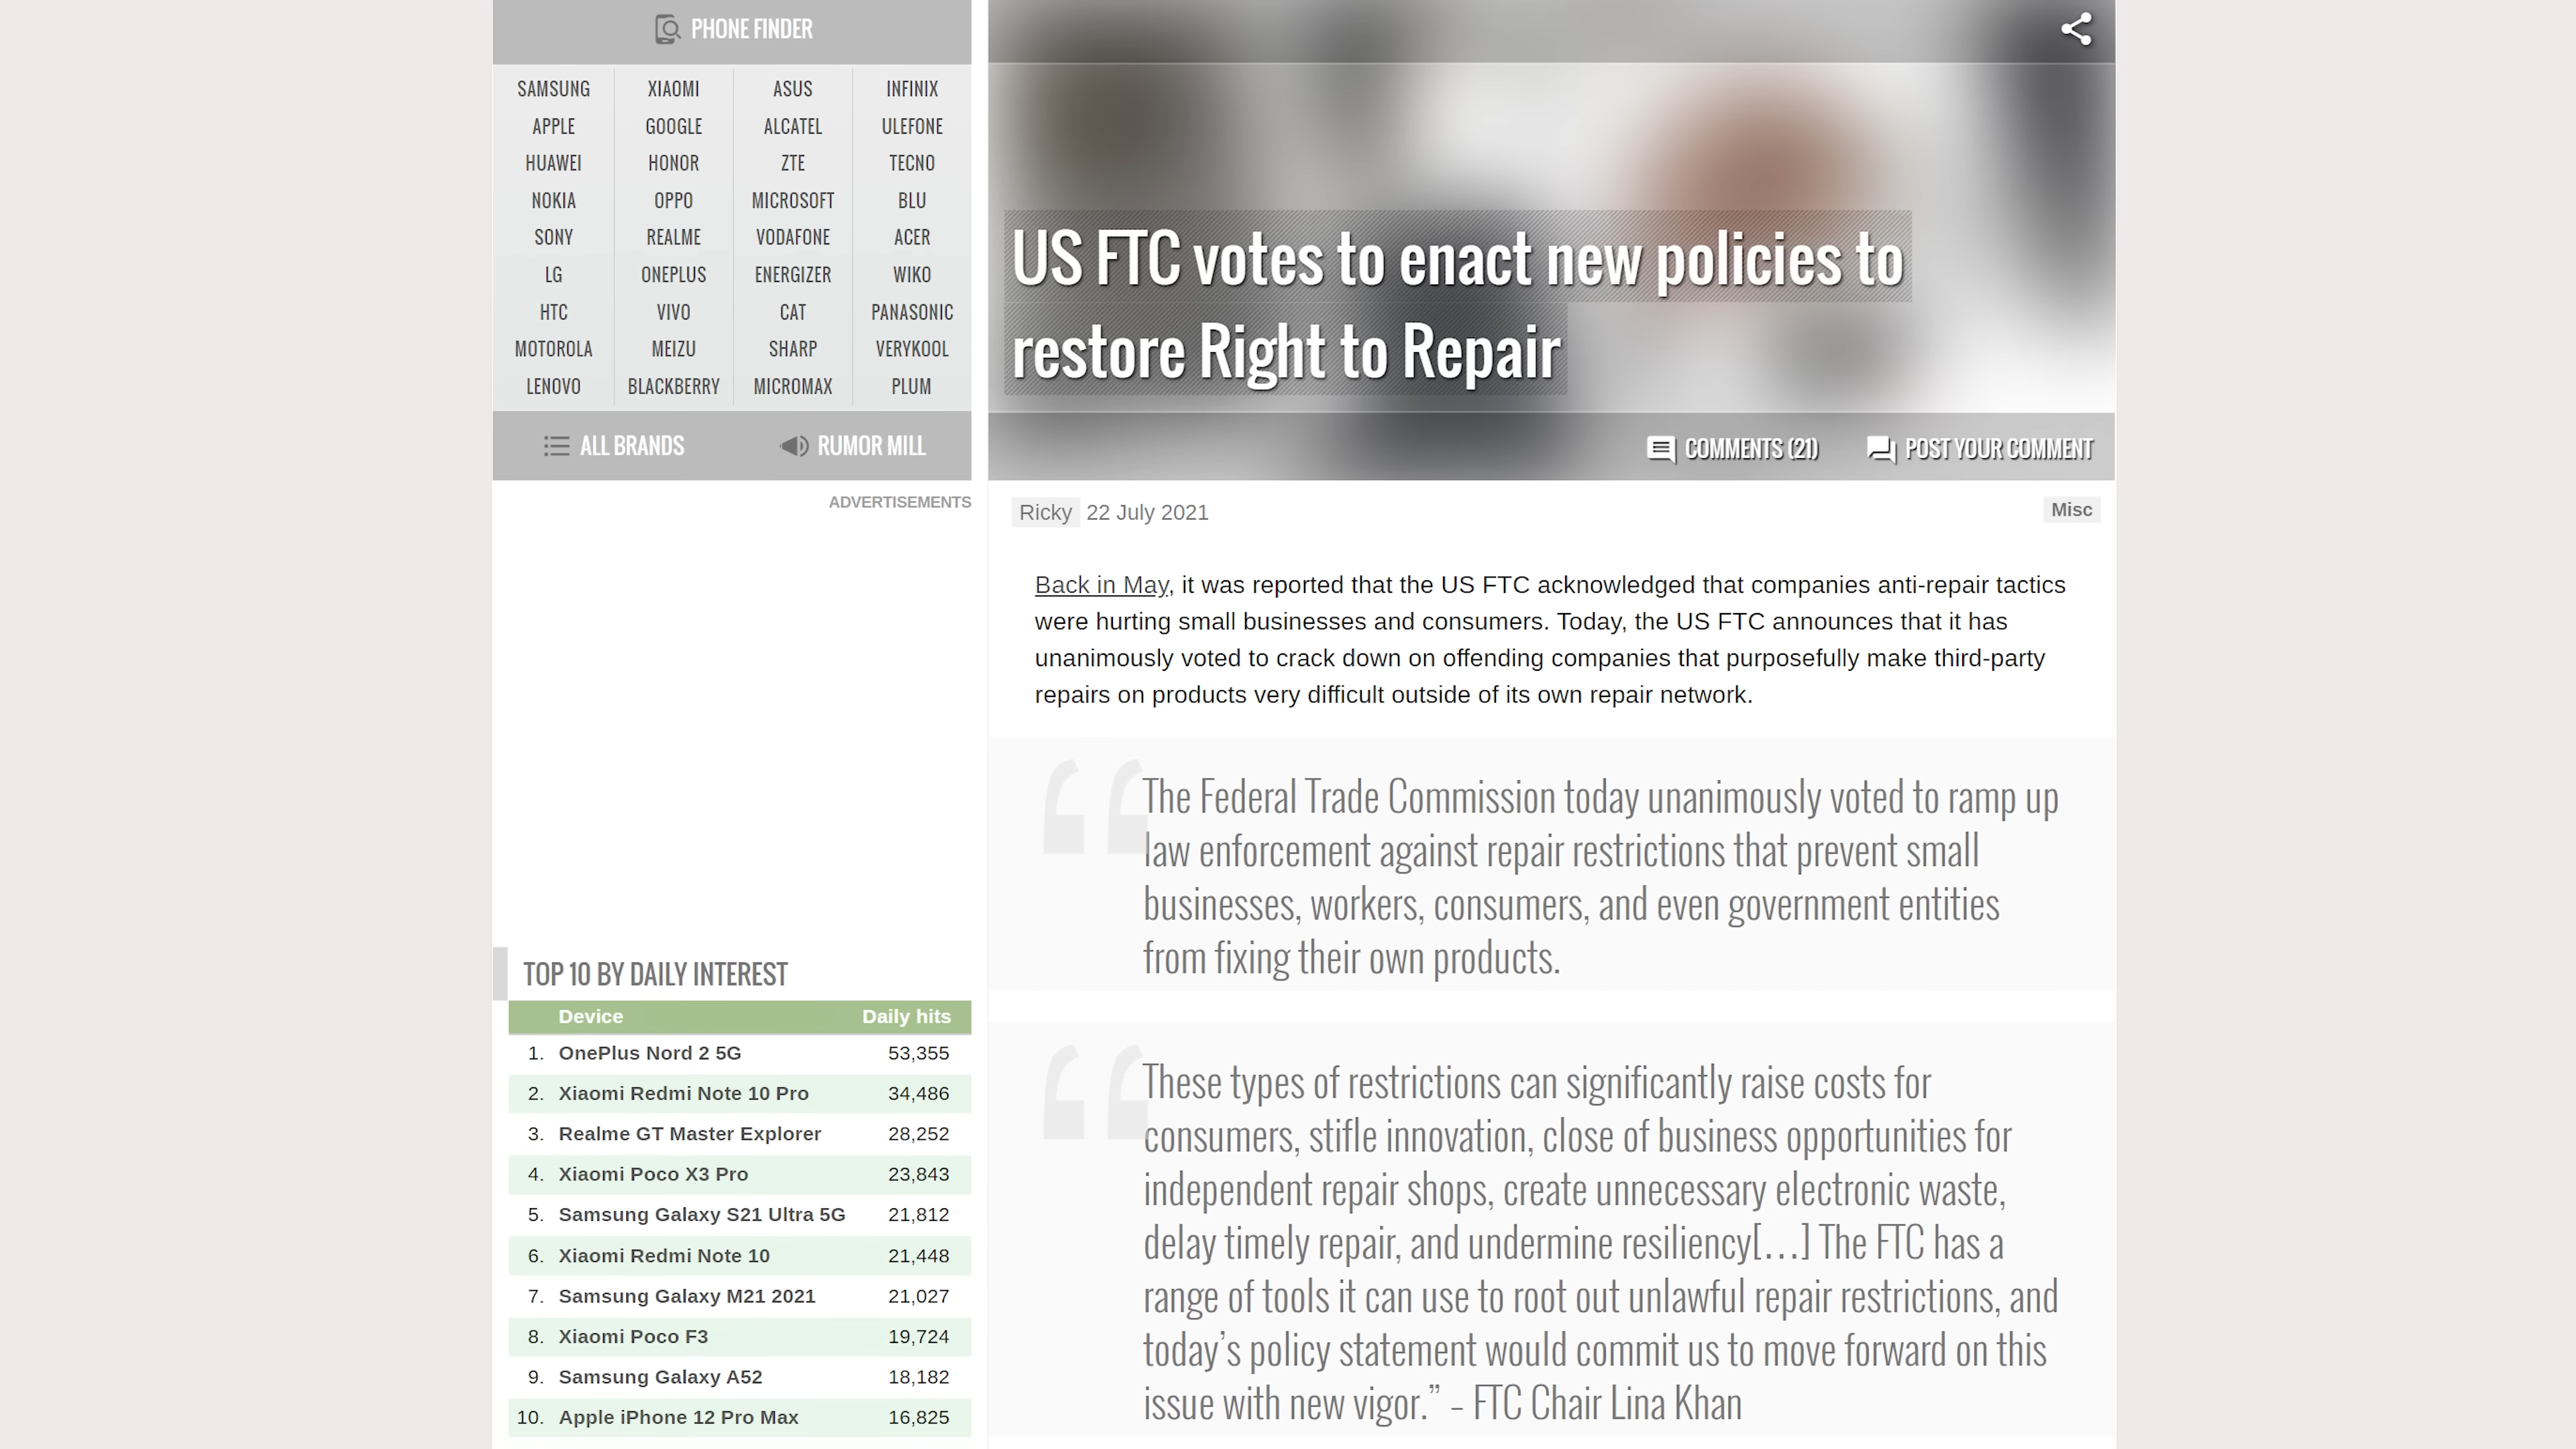 PHONE FINDER
SAMSUNG XIAOMI ASUS INFINIX
APPLE GOOGLE ALCATEL ULEFONE
HUAWEI HONOR ZTE TECNO
NOKIA OPPO MICROSOFT BLU
SONY REALME VODAFONE ACER
LG ONEPLUS ENERGIZER WIKO
HTC VIVO CAT PANASONIC
MOTOROLA MEIZU SHARP VERYKOOL
LENOVO BLACKBERRY MICROMAX PLUM
ALL BRANDS RUMOR MILL
ADVERTISEMENTS
TOP 10 BY DAILY INTEREST
Device Daily hits
1. OnePlus Nord 2 5G 53,355
2. Xiaomi Redmi Note 10 Pro 34,486
3. Realme GT Master Explorer 28,252
4. Xiaomi Poco X3 Pro 23,843
5. Samsung Galaxy S21 Ultra 5G 21,812
6. Xiaomi Redmi Note 10 21,448
7. Samsung Galaxy M21 2021 21,027
8. Xiaomi Poco F3 19,724
9. Samsung Galaxy A52 18,182
10. Apple iPhone 12 Pro Max 16,825
US FTC votes to enact new policies to
restore Right to Repair
COMMENTS (21) POST YOUR COMMENT
Ricky 22 July 2021 Misc
Back in May, it was reported that the US FTC acknowledged that companies anti-repair tactics
were hurting small businesses and consumers. Today, the US FTC announces that it has
unanimously voted to crack down on offending companies that purposefully make third-party
repairs on products very difficult outside of its own repair network.
“The Federal Trade Commission today unanimously voted to ramp up
law enforcement against repair restrictions that prevent small
businesses, workers, consumers, and even government entities
from fixing their own products.
“These types of restrictions can significantly raise costs for
consumers, stifle innovation, close of business opportunities for
independent repair shops, create unnecessary electronic waste,
delay timely repair, and undermine resiliency[…] The FTC has a
range of tools it can use to root out unlawful repair restrictions, and
today’s policy statement would commit us to move forward on this
issue with new vigor.” – FTC Chair Lina Khan